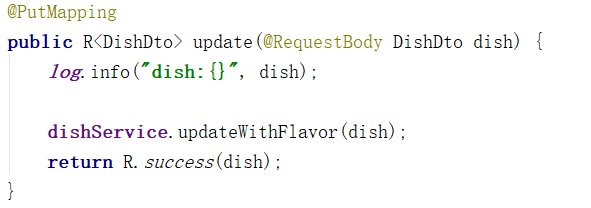 @PutMapping
public R<DishDto> update(@RequestBody DishDto dish) {
    log.info("dish:{}", dish);
    dishService.updateWithFlavor(dish);
    return R.success(dish);
}